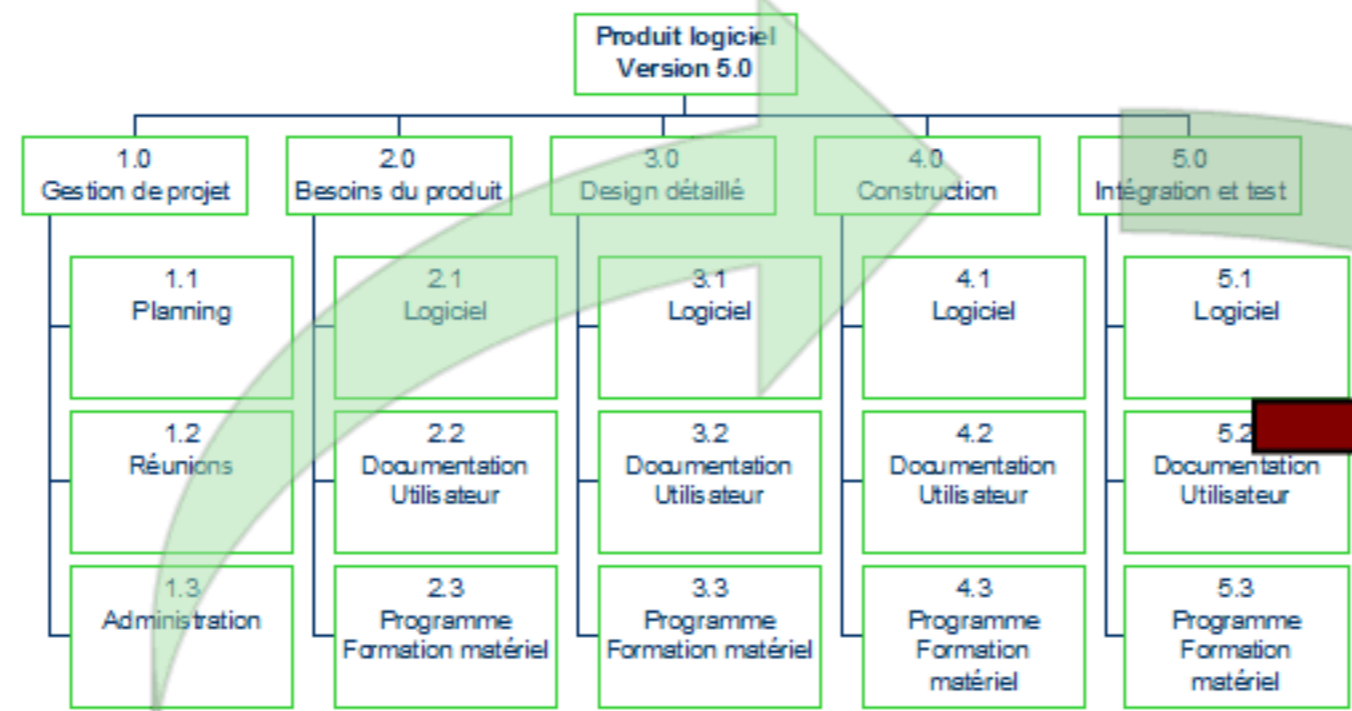 Produit logiciel
Version 5.0
1.0
Gestion de projet
2.0
Besoins du produit
3.0
Design détaillé
4.0
Construction
5.0
Intégration et test
1.1
Planning
2.1
Logiciel
3.1
Logiciel
4.1
Logiciel
5.1
Logiciel
1.2
Réunions
2.2
Documentation
Utilisateur
3.2
Documentation
Utilisateur
4.2
Documentation
Utilisateur
5.2
Documentation
Utilisateur
1.3
Administration
2.3
Programme
Formation matériel
3.3
Programme
Formation matériel
4.3
Programme
Formation
matériel
5.3
Programme
Formation
matériel